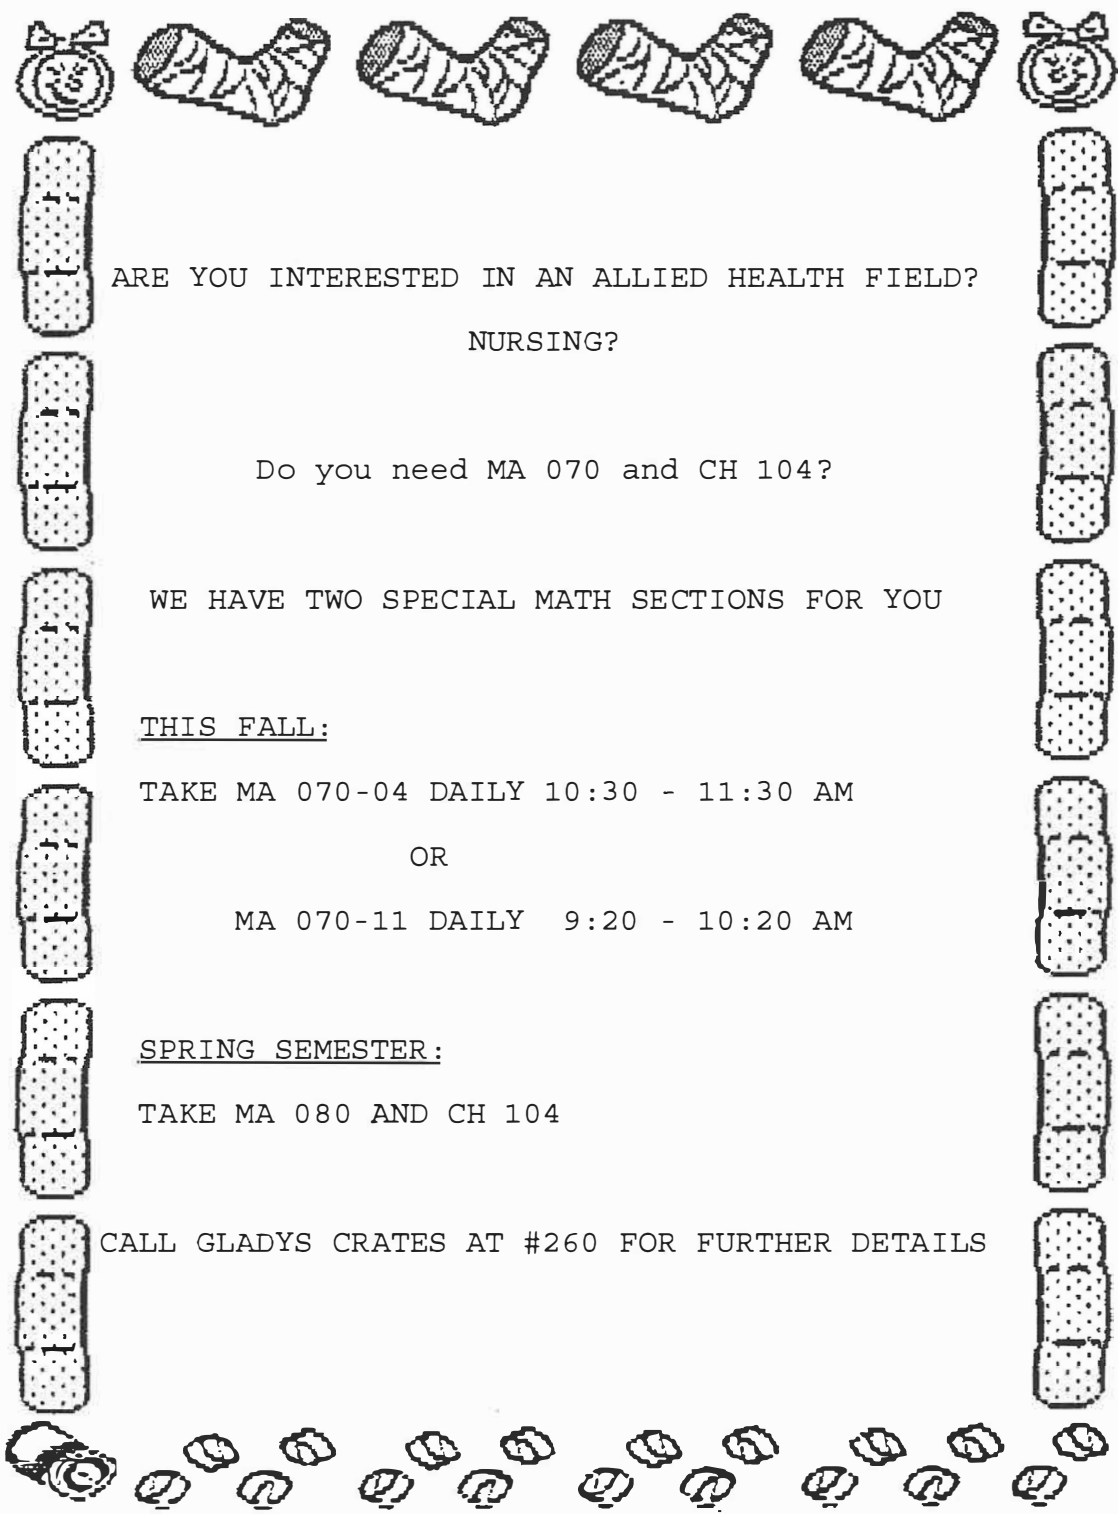 ARE YOU INTERESTED IN AN ALLIED HEALTH FIELD?
NURSING?
Do you need MA 070 and CH 104?
WE HAVE TWO SPECIAL MATH SECTIONS FOR YOU
THIS FALL:
TAKE MA 070-04 DAILY 10:30 - 11:30 AM
OR
MA 070-11 DAILY 9:20 - 10:20 AM
SPRING SEMESTER:
TAKE MA 080 AND CH 104
CALL GLADYS CRATES AT #260 FOR FURTHER DETAILS